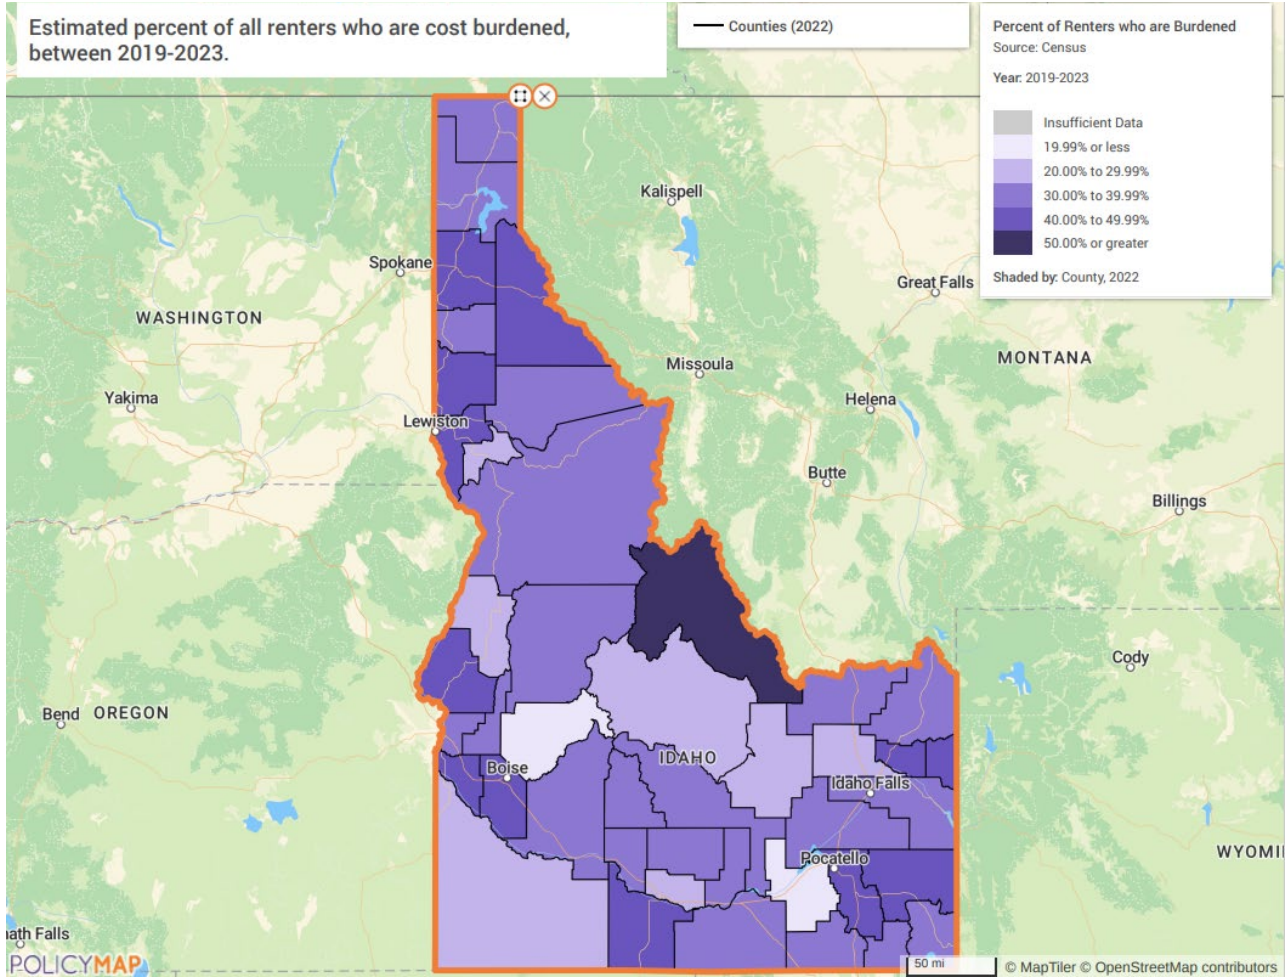 Estimated percent of all renters who are cost burdened,
between 2019-2023.
Counties (2022)
Percent of Renters who are Burdened
Source: Census
Year: 2019-2023
Insufficient Data
19.99% or less
20.00% to 29.99%
30.00% to 39.99%
40.00% to 49.99%
50.00% or greater
Shaded by: County, 2022
Kalispell
Spokane
Great Falls
WASHINGTON
MONTANA
Missoula
Yakima
Helena
Lewiston
Butte
Billings
Cody
Bend
OREGON
IDAHO
Boise
Idaho Falls
Pocatello
WYOMI
ath Falls
POLICYMAP
50 mi
© MapTiler © OpenStreetMap contributors